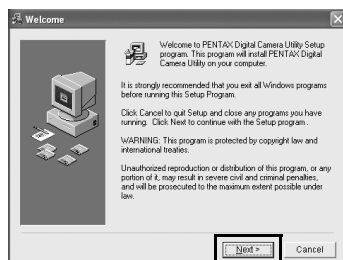 Welcome
Welcome to PENTAX Digital Camera Utility Setup
program. This program will install PENTAX Digital
Camera Utility on your computer.
It is strongly recommended that you exit all Windows programs
before running this Setup Program.
Click Cancel to quit Setup and close any programs you have
running. Click Next to continue with the Setup program.
WARNING: This program is protected by copyright law and
international treaties.
Unauthorized reproduction or distribution of this program, or any
portion of it, may result in severe civil and criminal penalties,
and will be prosecuted to the maximum extent possible under
law.
Next > Cancel